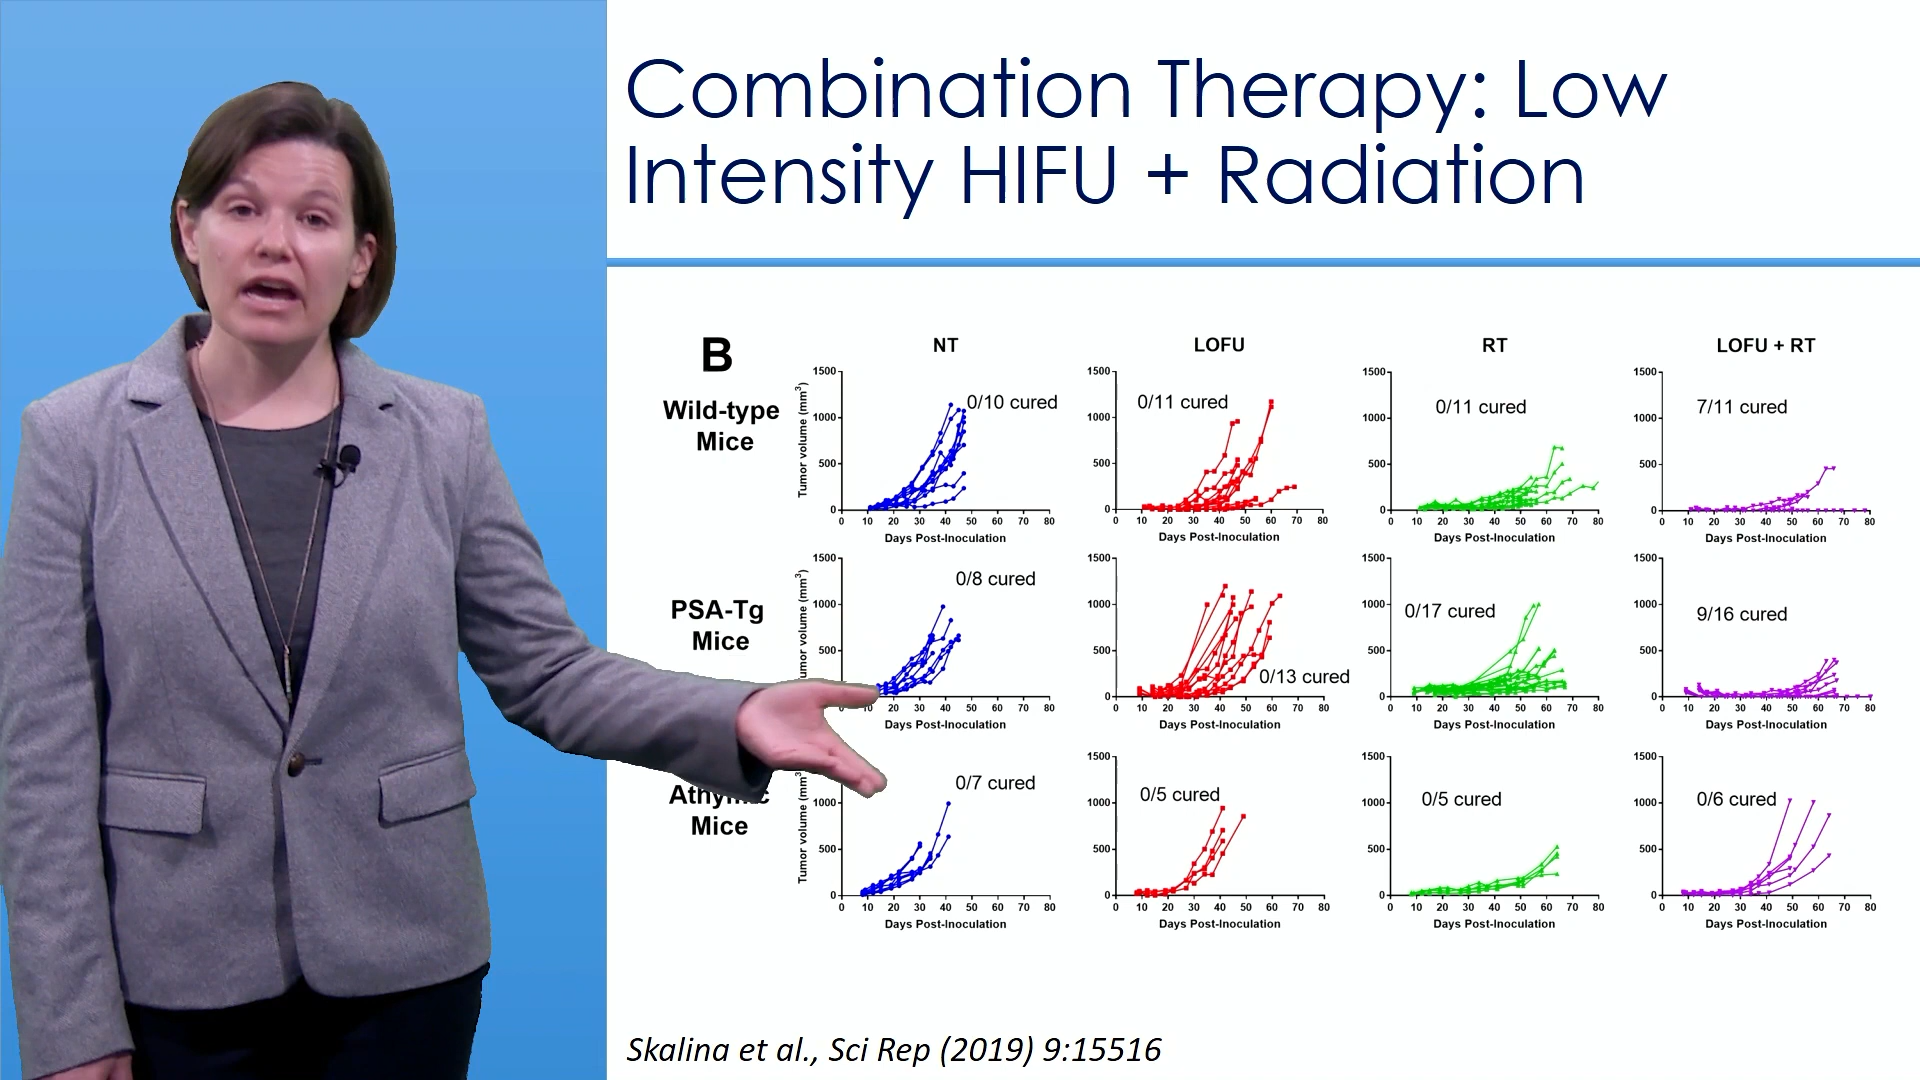 Combination Therapy: Low
Intensity HIFU + Radiation
B
NT
LOFU
RT
LOFU + RT
Wild-type
Mice
Tumor volume (mm3)
1500
1000
500
0
0/10 cured
0 10 20 30 40 50 60 70 80
Days Post-Inoculation
1500
1000
500
0
0/11 cured
0 10 20 30 40 50 60 70 80
Days Post-Inoculation
1500
1000
500
0
0/11 cured
0 10 20 30 40 50 60 70 80
Days Post-Inoculation
1500
1000
500
0
7/11 cured
0 10 20 30 40 50 60 70 80
Days Post-Inoculation
PSA-Tg
Mice
volume (mm3)
1500
1000
500
0/8 cured
0 10 20 30 40 50 60 70 80
Days Post-Inoculation
1500
1000
500
0
0/13 cured
0 10 20 30 40 50 60 70 80
Days Post-Inoculation
1500
1000
500
0
0/17 cured
0 10 20 30 40 50 60 70 80
Days Post-Inoculation
1500
1000
500
0
9/16 cured
0 10 20 30 40 50 60 70 80
Days Post-Inoculation
Mice
Tumor volume (mm3
1000
500
0
0/7 cured
0 10 20 30 40 50 60 70 80
Days Post-Inoculation
1500
1000
500
0
0/5 cured
0 10 20 30 40 50 60 70 80
Days Post-Inoculation
1500
1000
500
0
0/5 cured
0 10 20 30 40 50 60 70 80
Days Post-Inoculation
1500
1000
500
0
0/6 cured
0 10 20 30 40 50 60 70 80
Days Post-Inoculation
Skalina et al., Sci Rep (2019) 9:15516